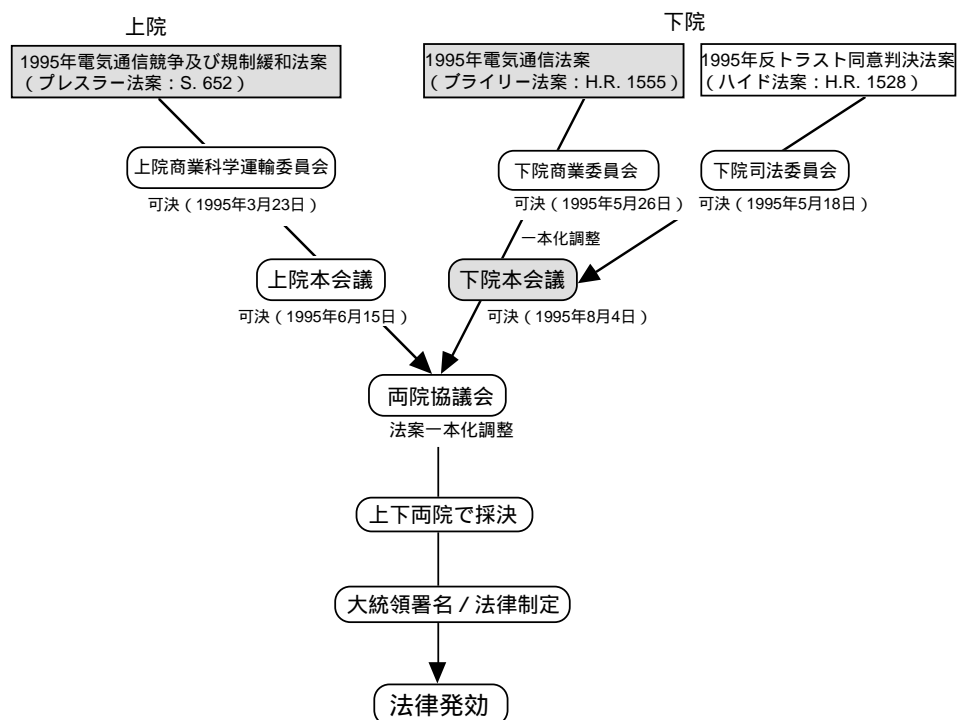 上院
下院
1995年電気通信競争及び規制緩和法案
（プレスラー法案：S. 652）
1995年電気通信法案
（ブライリー法案：H.R. 1555）
1995年反トラスト同意判決法案
（ハイド法案：H.R. 1528）
上院商業科学運輸委員会
下院商業委員会
下院司法委員会
可決（1995年3月23日）
可決（1995年5月26日）
可決（1995年5月18日）
一本化調整
上院本会議
下院本会議
可決（1995年6月15日）
可決（1995年8月4日）
両院協議会
法案一本化調整
上下両院で採決
大統領署名 / 法律制定
法律発効